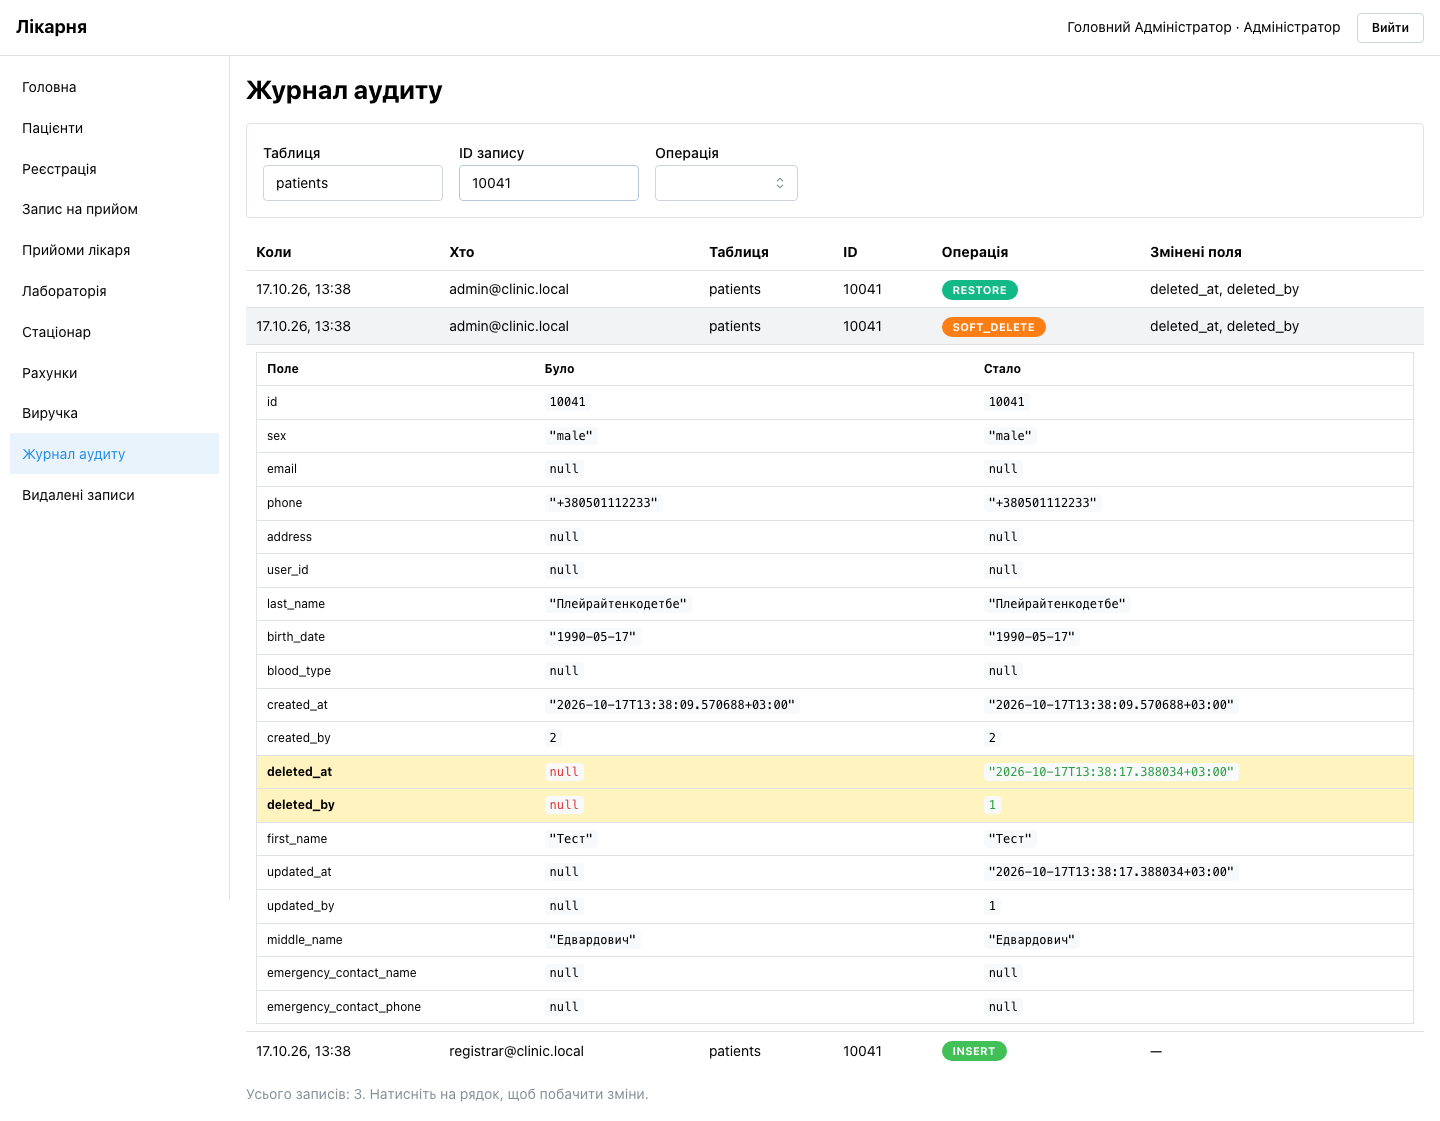 Лікарня
Головний Адміністратор · Адміністратор
Вийти
Головна
Пацієнти
Реєстрація
Запис на прийом
Прийоми лікаря
Лабораторія
Стаціонар
Рахунки
Виручка
Журнал аудиту
Видалені записи
Журнал аудиту
Таблиця ID запису Операція
patients 10041
Коли Хто Таблиця ID Операція Змінені поля
17.10.26, 13:38 admin@clinic.local patients 10041 RESTORE deleted_at, deleted_by
17.10.26, 13:38 admin@clinic.local patients 10041 SOFT_DELETE deleted_at, deleted_by
Поле Було Стало
id 10041 10041
sex "male" "male"
email null null
phone "+380501112233" "+380501112233"
address null null
user_id null null
last_name "Плейрайтенкодетбе" "Плейрайтенкодетбе"
birth_date "1990-05-17" "1990-05-17"
blood_type null null
created_at "2026-10-17T13:38:09.570688+03:00" "2026-10-17T13:38:09.570688+03:00"
created_by 2 2
deleted_at null "2026-10-17T13:38:17.388034+03:00"
deleted_by null 1
first_name "Тест" "Тест"
updated_at null "2026-10-17T13:38:17.388034+03:00"
updated_by null 1
middle_name "Едвардович" "Едвардович"
emergency_contact_name null null
emergency_contact_phone null null
17.10.26, 13:38 registrar@clinic.local patients 10041 INSERT —
Усього записів: 3. Натисніть на рядок, щоб побачити зміни.